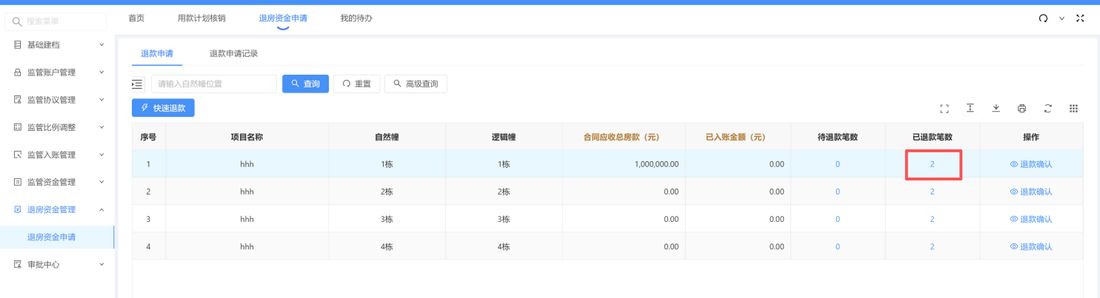 搜索菜单
首页 用款计划核销 退房资金申请 我的待办
基础建档
监管账户管理
监管协议管理
监管比例调整
监管入账管理
监管资金管理
退房资金管理
退房资金申请
审批中心
退款申请 退款申请记录
请输入自然幢位置 查询 重置 高级查询
快速退款
序号 项目名称 自然幢 逻辑幢 合同应收总房款（元） 已入账金额（元） 待退款笔数 已退款笔数 操作
1 hhh 1栋 1栋 1,000,000.00 0.00 0 2 退款确认
2 hhh 2栋 2栋 0.00 0.00 0 2 退款确认
3 hhh 3栋 3栋 0.00 0.00 0 2 退款确认
4 hhh 4栋 4栋 0.00 0.00 0 2 退款确认